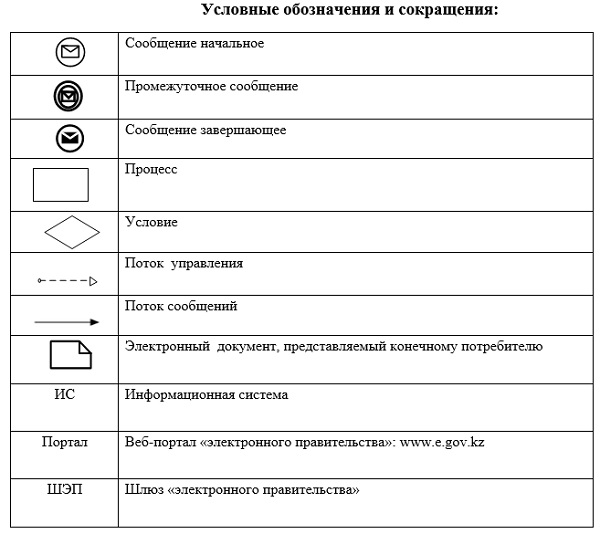 Условные обозначения и сокращения:
Сообщение начальное
Промежуточное сообщение
Сообщение завершающее
Процесс
Условие
Поток управления
Поток сообщений
Электронный документ, представляемый конечному потребителю
ИС Информационная система
Портал Веб-портал «электронного правительства»: www.e.gov.kz
ШЭП Шлюз «электронного правительства»